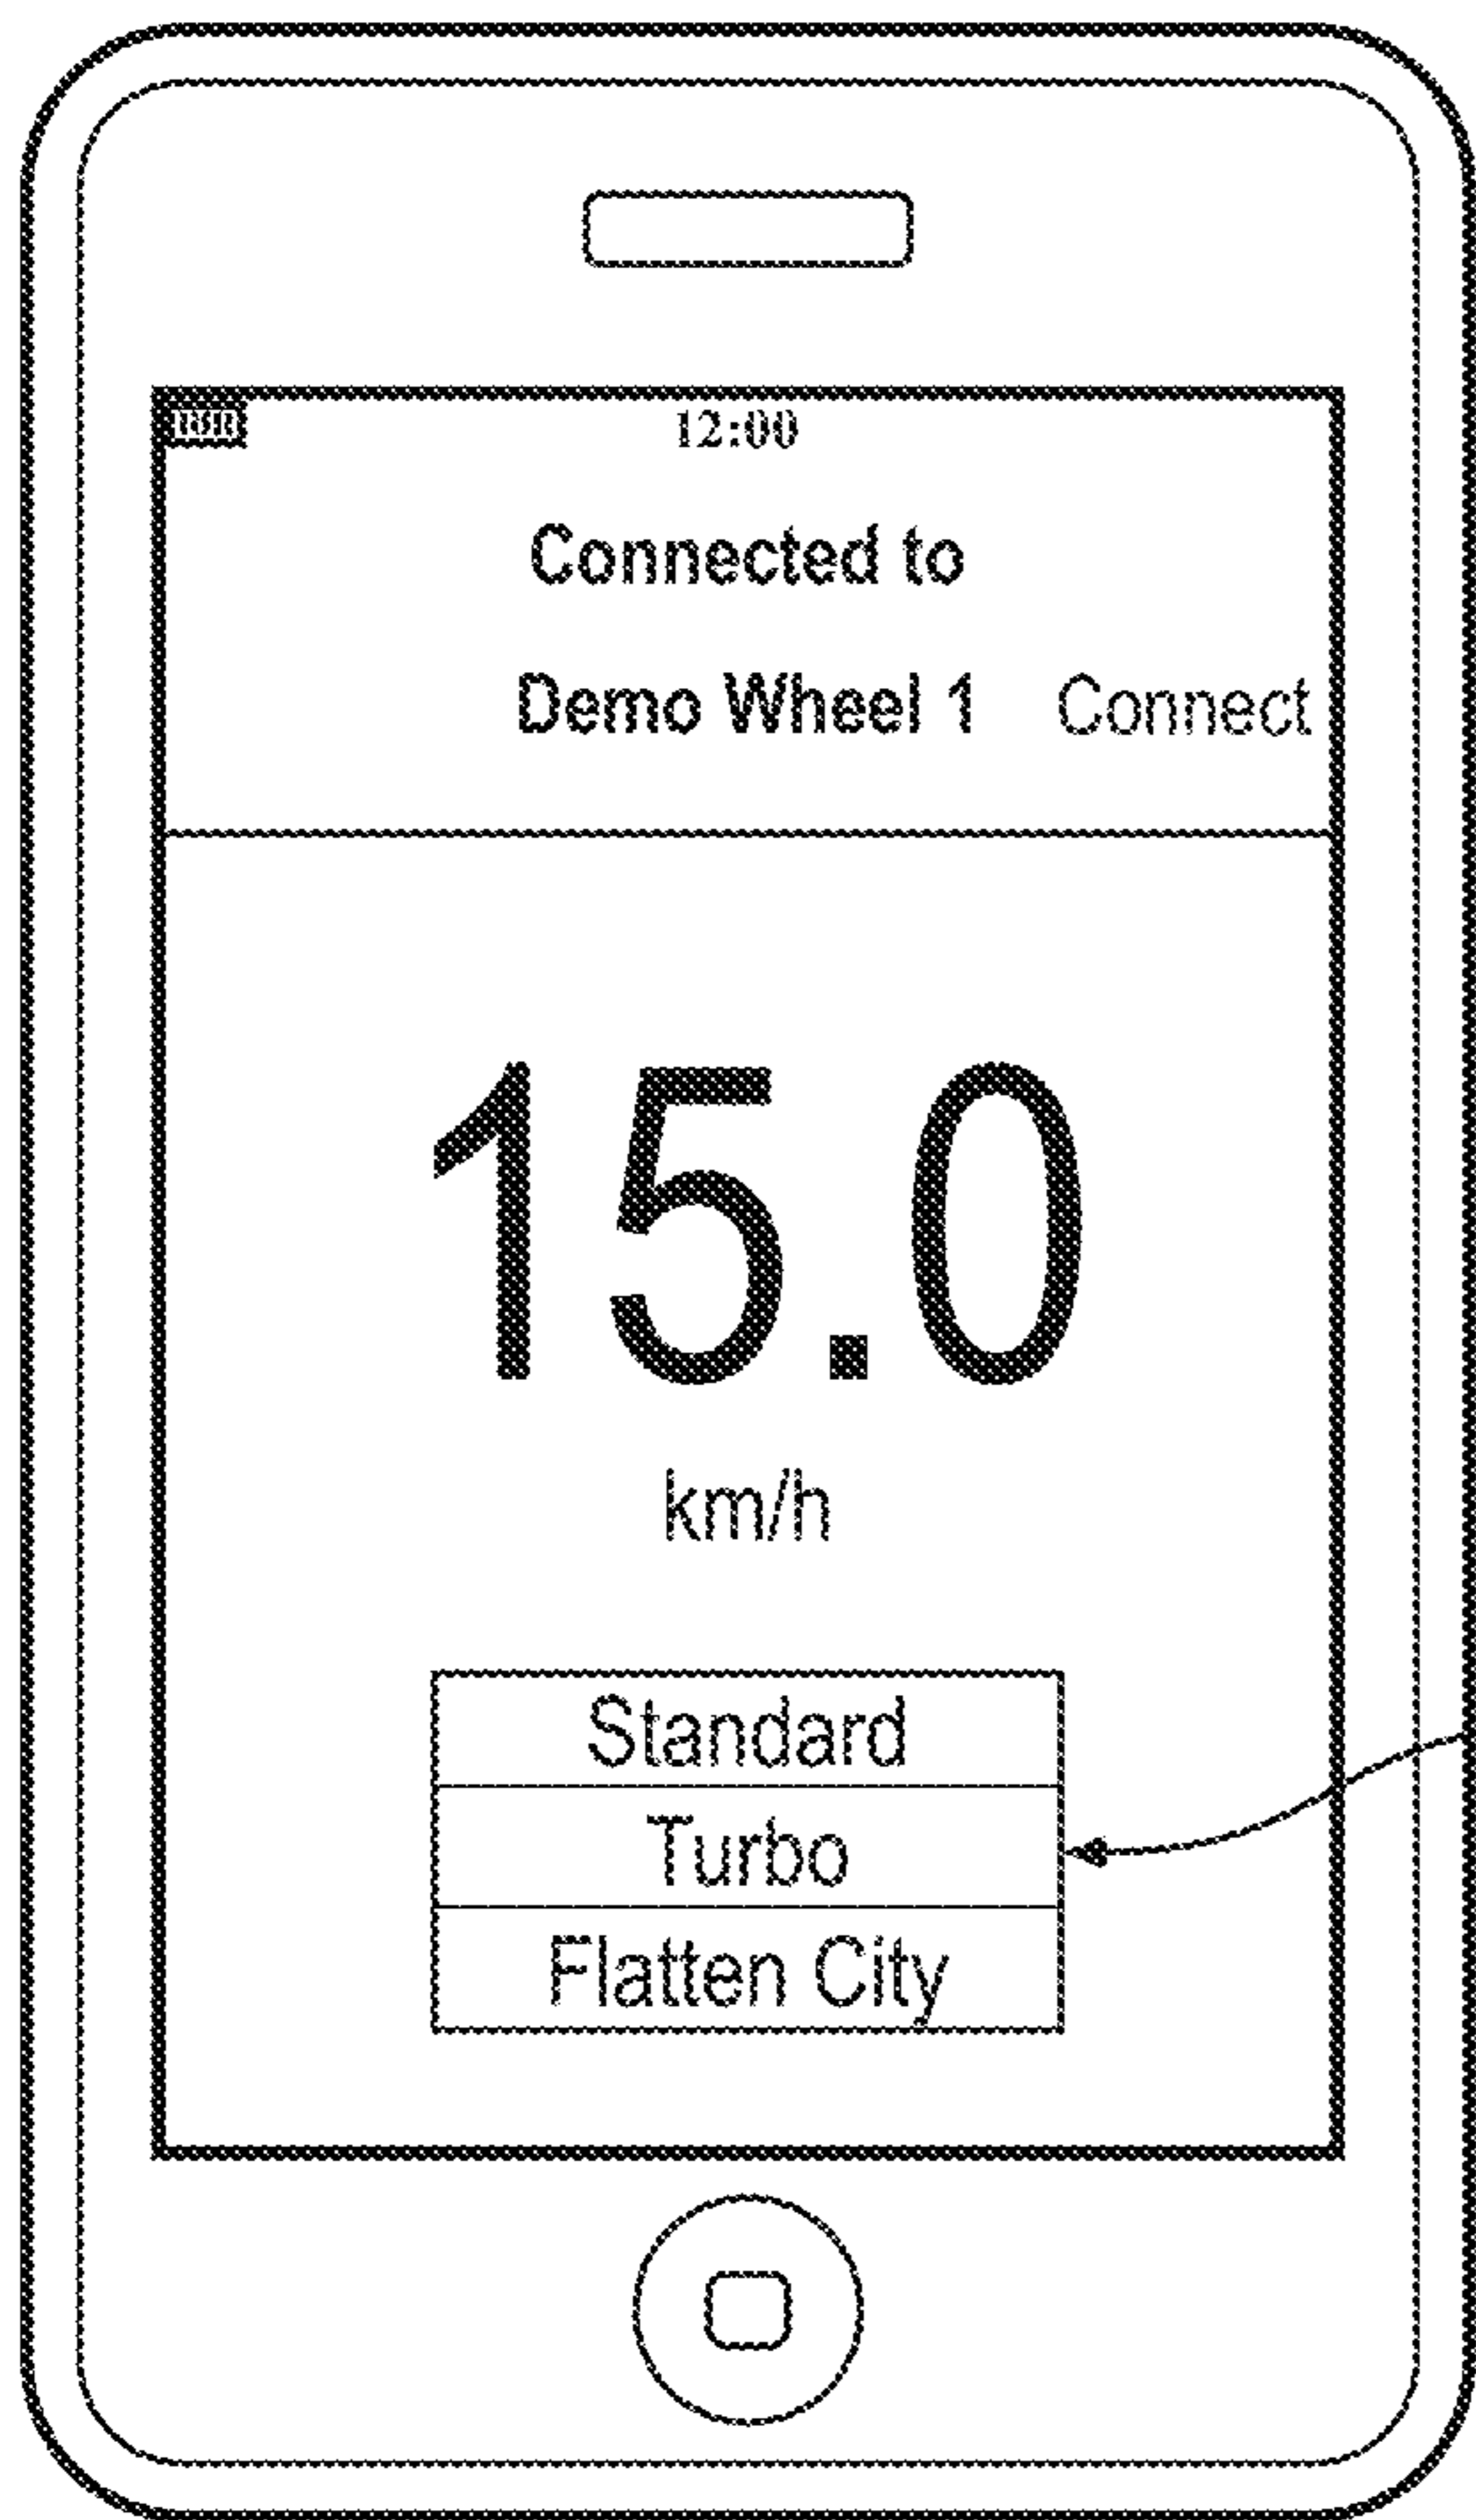 12:00
Connected to
Demo Wheel 1 Connect
15.0
km/h
Standard
Turbo
Flatten City